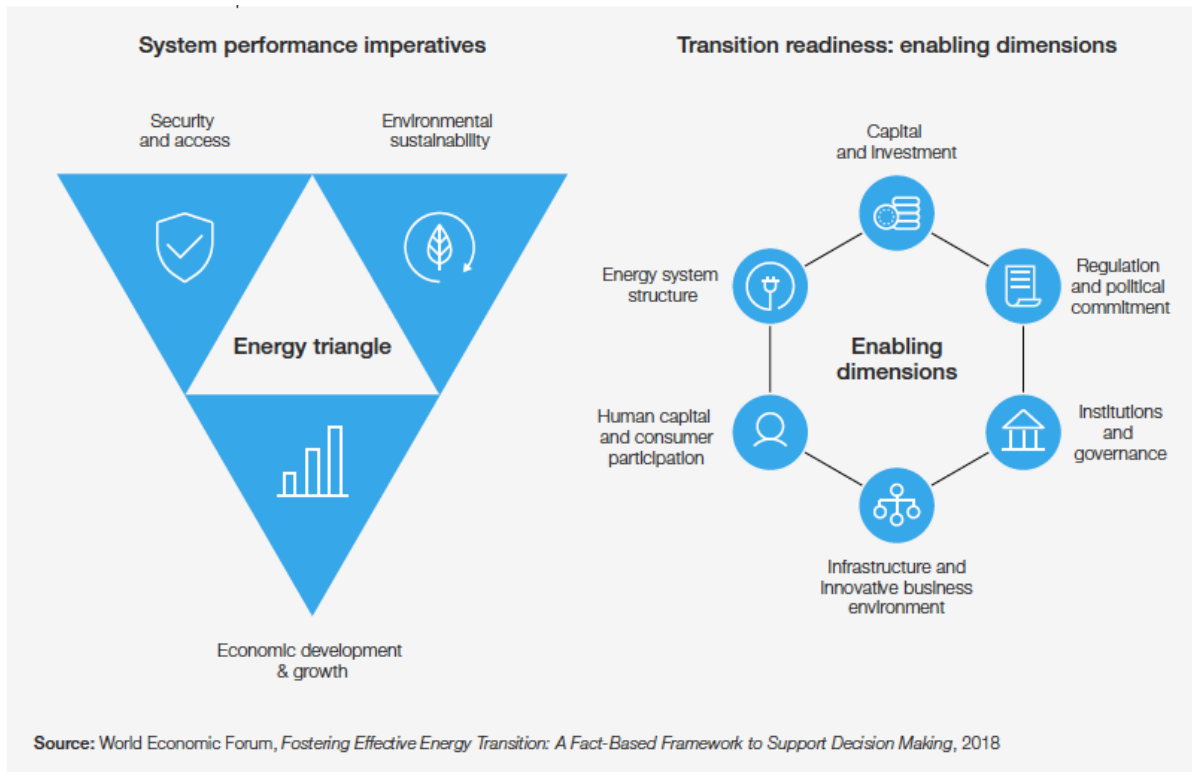 System performance imperatives
Security
and access
Environmental
sustainability
Energy triangle
Economic development
& growth
Transition readiness: enabling dimensions
Capital
and investment
Energy system
structure
Regulation
and political
commitment
Enabling
dimensions
Human capital
and consumer
participation
Institutions
and
governance
Infrastructure and
innovative business
environment
Source: World Economic Forum, Fostering Effective Energy Transition: A Fact-Based Framework to Support Decision Making, 2018